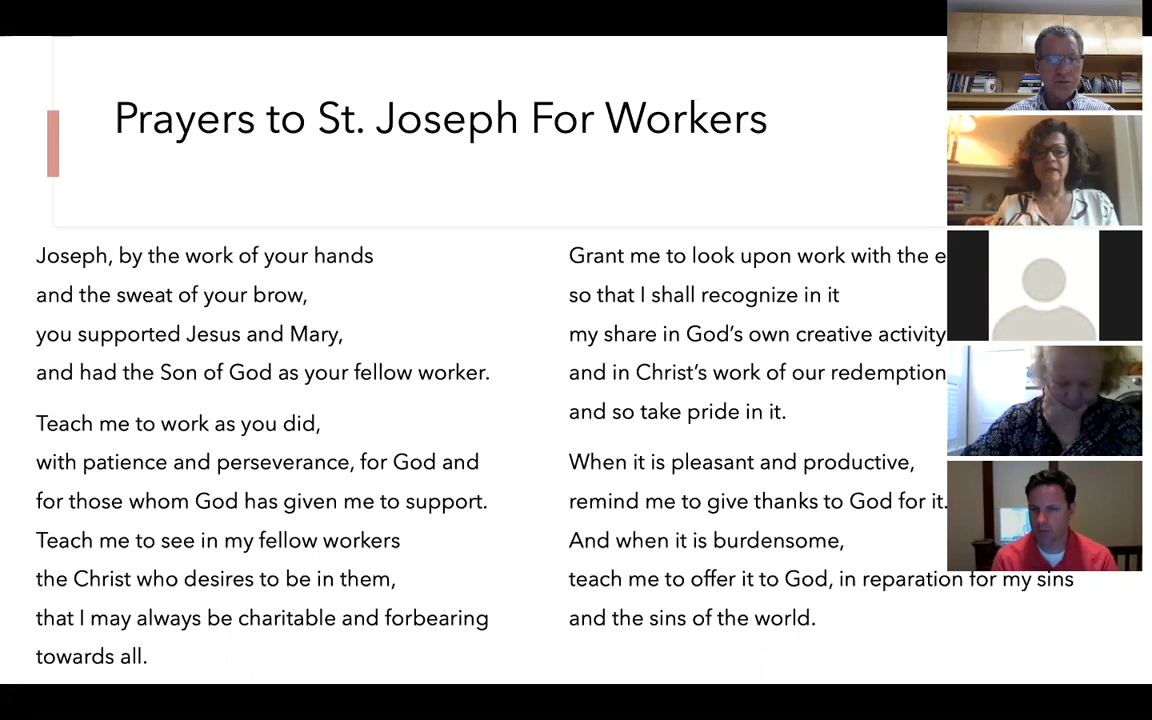 Prayers to St. Joseph For Workers
Joseph, by the work of your hands
and the sweat of your brow,
you supported Jesus and Mary,
and had the Son of God as your fellow worker.
Teach me to work as you did,
with patience and perseverance, for God and
for those whom God has given me to support.
Teach me to see in my fellow workers
the Christ who desires to be in them,
that I may always be charitable and forbearing
towards all.
Grant me to look upon work with the
so that I shall recognize in it
my share in God’s own creative activity
and in Christ’s work of our redemption
and so take pride in it.
When it is pleasant and productive,
remind me to give thanks to God for it.
And when it is burdensome,
teach me to offer it to God, in reparation for my sins
and the sins of the world.